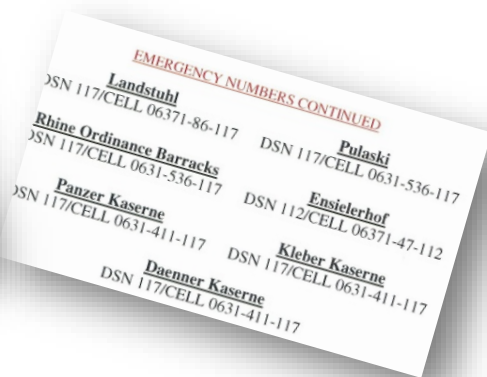 EMERGENCY NUMBERS CONTINUED
Landstuhl
DSN 117/CELL 06371-86-117
Rhine Ordinance Barracks
DSN 117/CELL 0631-536-117
Panzer Kaserne
DSN 117/CELL 0631-411-117
Daenner Kaserne
DSN 117/CELL 0631-411-117
Pulaski
DSN 117/CELL 0631-536-117
Ensielerhof
DSN 112/CELL 06371-47-112
Kleber Kaserne
DSN 117/CELL 0631-411-117